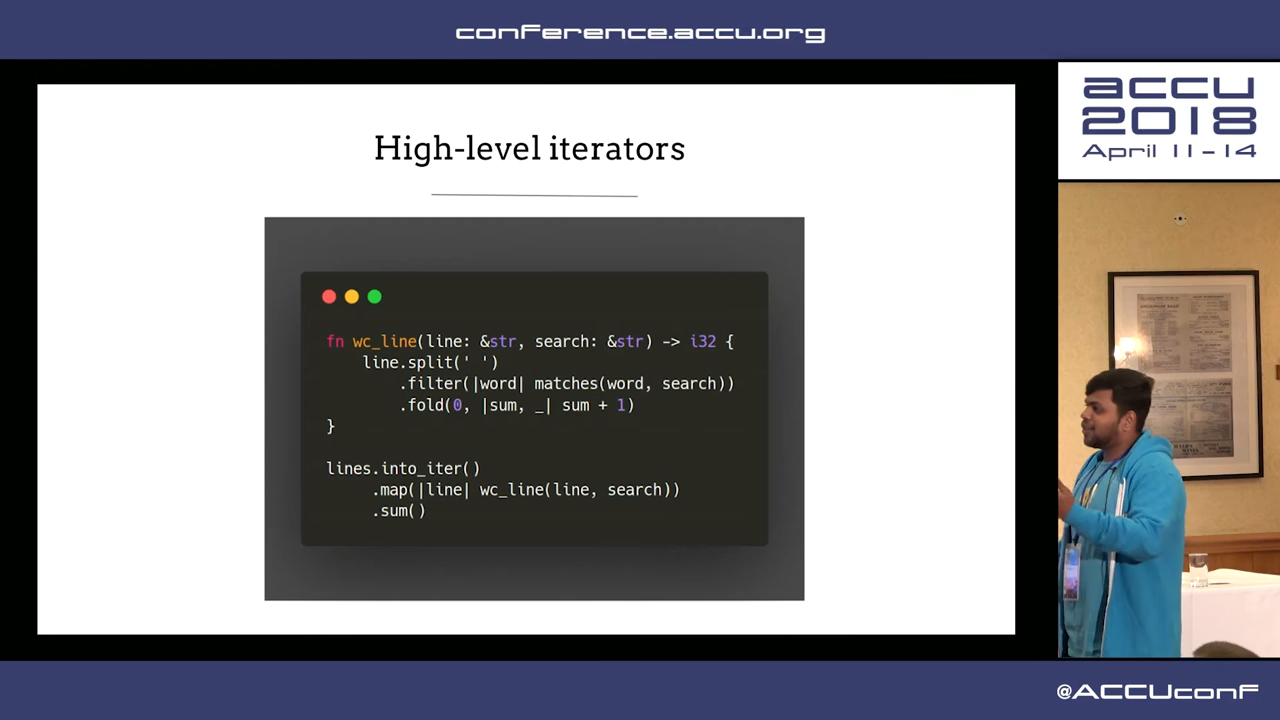 conference.accu.org
accu
2018
April 11-14
High-level iterators
fn wc_line(line: &str, search: &str) -> i32 {
    line.split(' ')
        .filter(|word| matches(word, search))
        .fold(0, |sum, _| sum + 1)
}
lines.into_iter()
     .map(|line| wc_line(line, search))
     .sum()
@ACCUconf